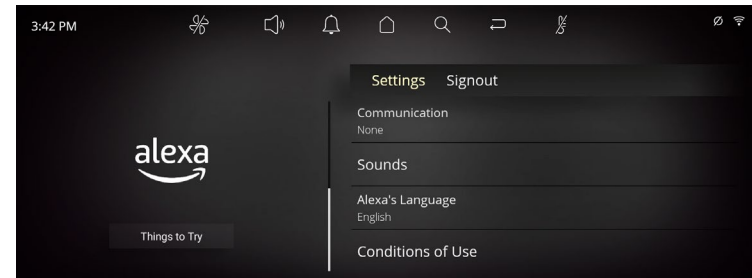 3:42 PM
Settings Signout
Communication
None
Sounds
Alexa's Language
English
Conditions of Use
alexa
Things to Try